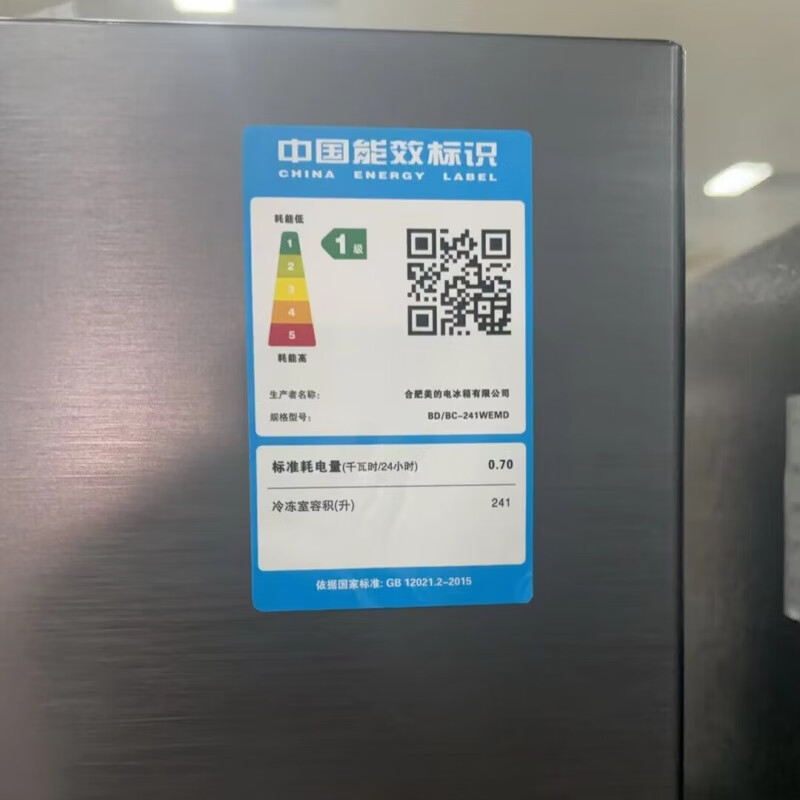 中国能效标识
CHINA ENERGY LABEL
耗能低
1
2
3
4
5
1级
耗能高
生产者名称: 合肥美的电冰箱有限公司
规格型号: BD/BC-241WEMD
标准耗电量(千瓦时/24小时) 0.70
冷冻室容积(升) 241
依据国家标准: GB 12021.2-2015